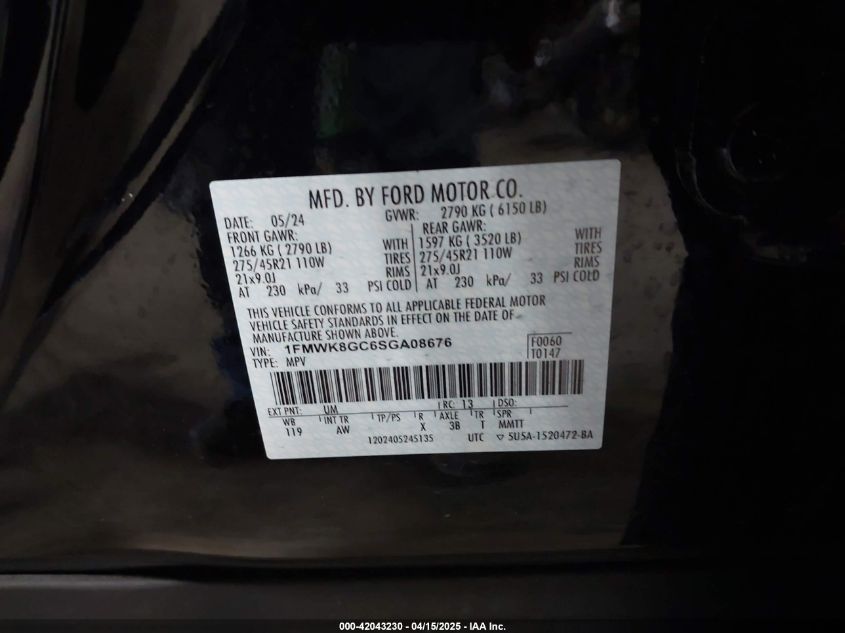 MFD. BY FORD MOTOR CO.
DATE: 05/24 GVWR: 2790 KG ( 6150 LB)
FRONT GAWR: REAR GAWR:
1266 KG ( 2790 LB) WITH 1597 KG ( 3520 LB) WITH
275/45R21 110W TIRES 275/45R21 110W TIRES
21x9.0J RIMS 21x9.0J RIMS
AT 230 kPa/ 33 PSI COLD AT 230 kPa/ 33 PSI COLD
THIS VEHICLE CONFORMS TO ALL APPLICABLE FEDERAL MOTOR
VEHICLE SAFETY STANDARDS IN EFFECT ON THE DATE OF
MANUFACTURE SHOWN ABOVE.
VIN: 1FMWK8GC6SGA08676 F0060
TYPE: MPV T0147
EXT PNT: UM RC: 13 DSO:
WB INT TR TP/PS R AXLE TR SPR
119 AW X 3B T MMTT
1202405245135 UTC ▽ SU5A-1520472-BA
000-42043230 - 04/15/2025 - IAA Inc.